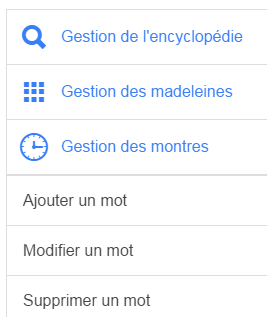 Gestion de l'encyclopédie
Gestion des madeleines
Gestion des montres
Ajouter un mot
Modifier un mot
Supprimer un mot